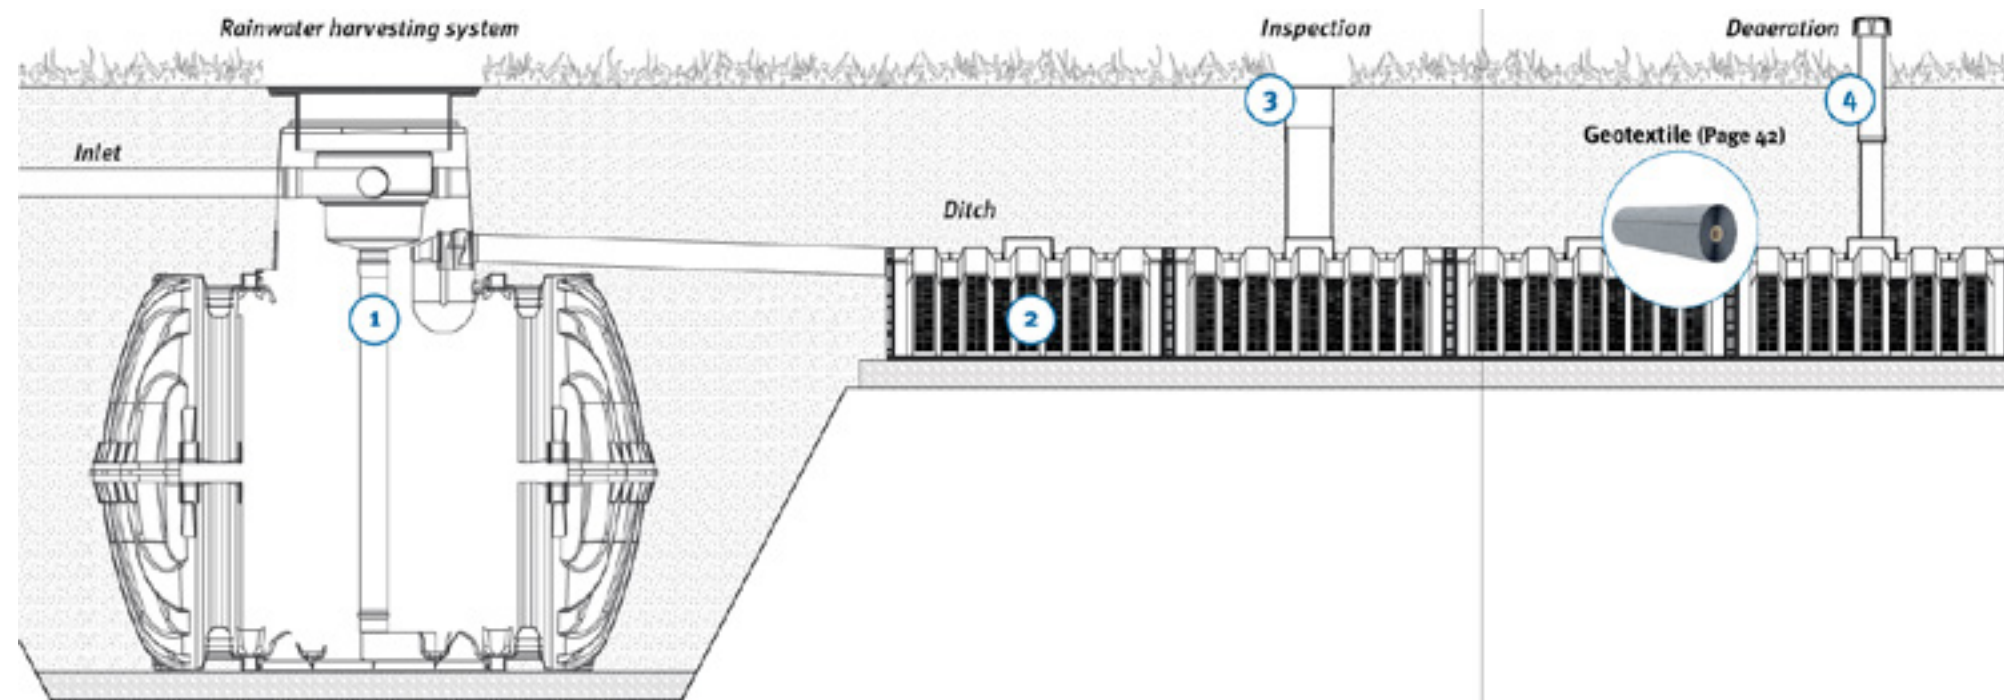 Rainwater harvesting system
Inspection
Deaeration
3
4
Geotextile (Page 42)
Inlet
Ditch
1
2